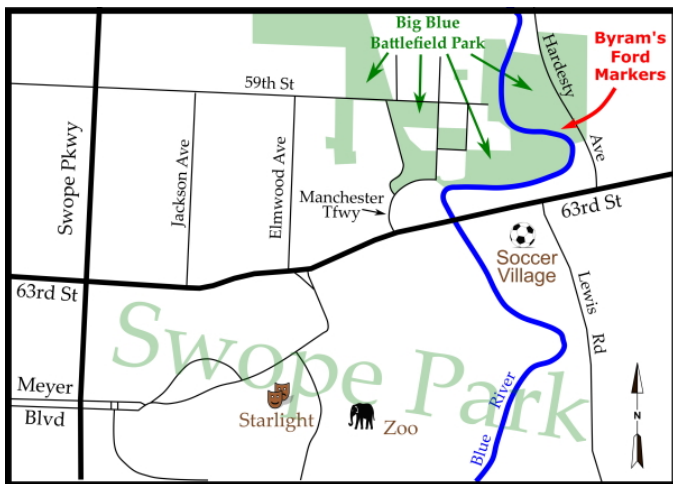 Big Blue
Battlefield Park
Byram's
Ford
Markers
Hardesty
Ave
59th St
Swope Pkwy
Jackson Ave
Elmwood Ave
Manchester
Tfwy
63rd St
Soccer
Village
63rd St
Lewis
Rd
Swope Park
Meyer
Blvd
Starlight
Zoo
Blue River
N